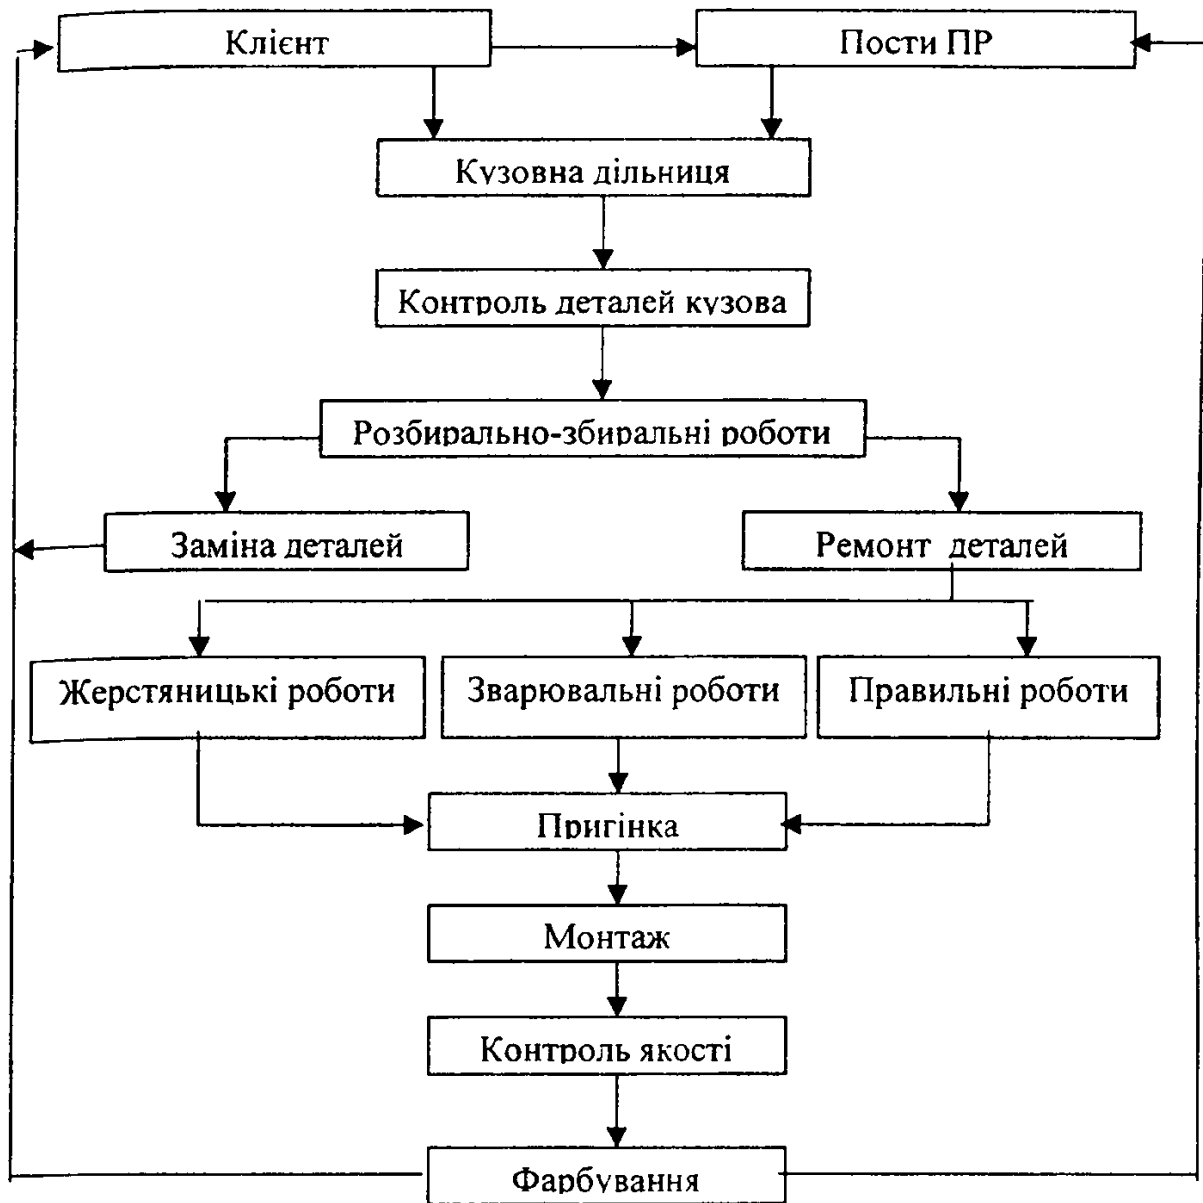 Клієнт
Пости ПР
Кузовна дільниця
Контроль деталей кузова
Розбирально-збиральні роботи
Заміна деталей
Ремонт деталей
Жерстяницькі роботи
Зварювальні роботи
Правильні роботи
Пригінка
Монтаж
Контроль якості
Фарбування